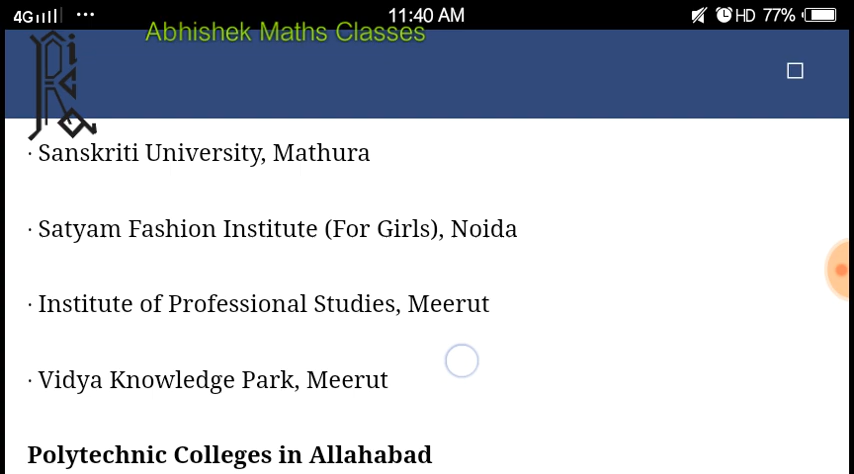 4G 11:40 AM HD 77%
Abhishek Maths Classes
· Sanskriti University, Mathura
· Satyam Fashion Institute (For Girls), Noida
· Institute of Professional Studies, Meerut
· Vidya Knowledge Park, Meerut
Polytechnic Colleges in Allahabad